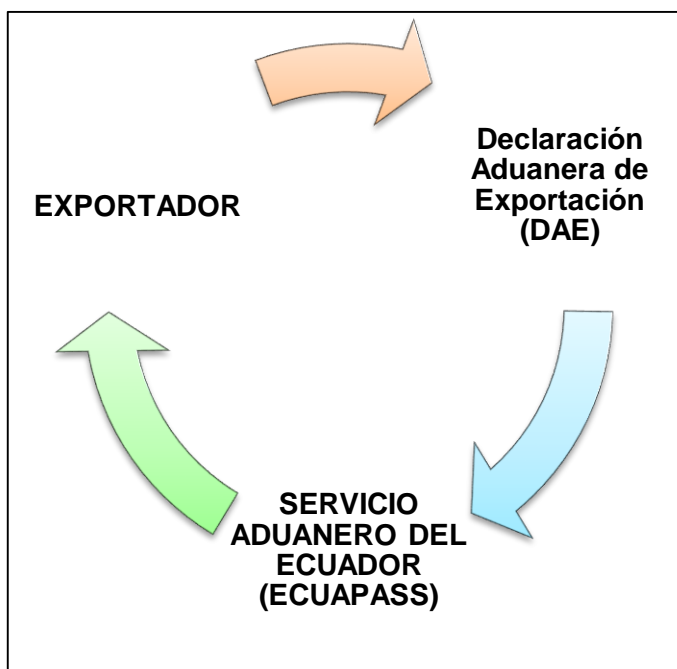 EXPORTADOR
Declaración
Aduanera de
Exportación
(DAE)
SERVICIO
ADUANERO DEL
ECUADOR
(ECUAPASS)